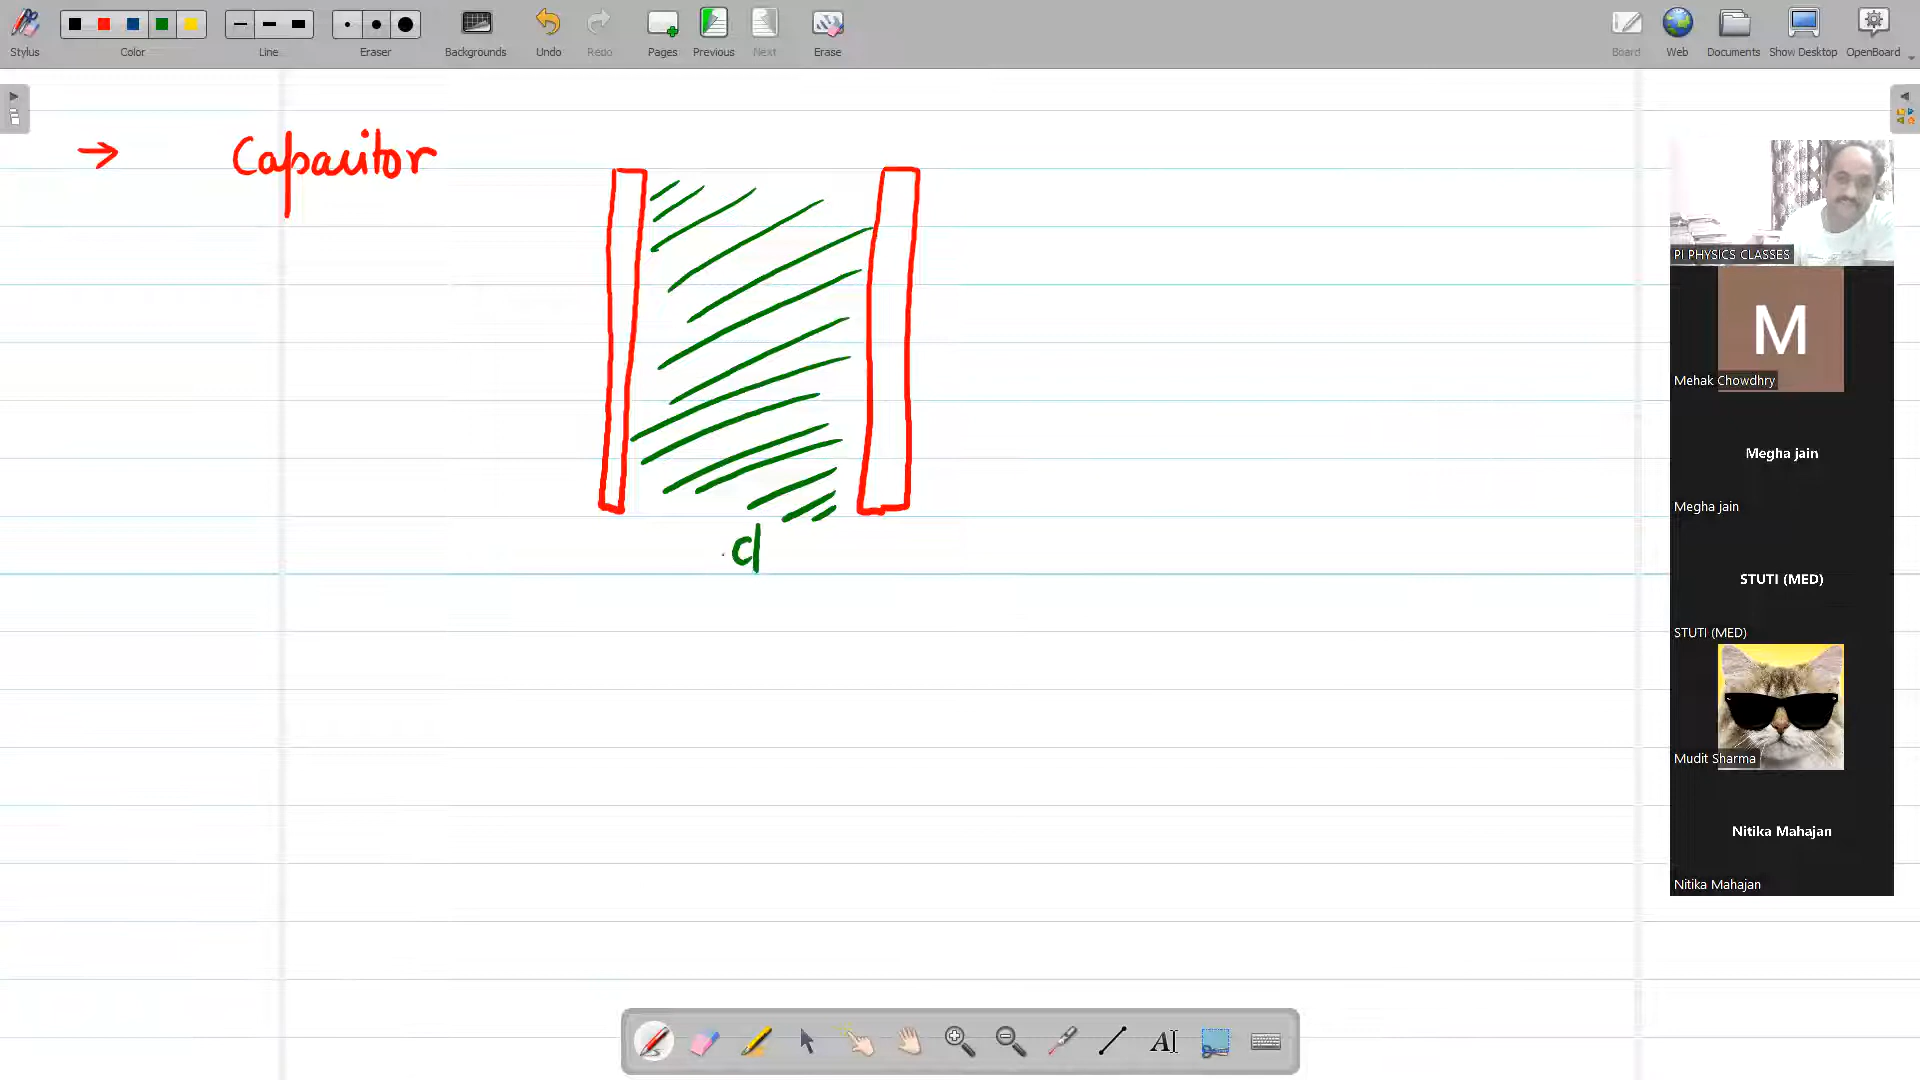 Stylus
Color
Line
Eraser
Backgrounds
Undo
Redo
Pages
Previous
Next
Erase
Board
Web
Documents
Show Desktop
OpenBoard
→ Capacitor
d
PI PHYSICS CLASSES
M
Mehak Chowdhry
Megha jain
Megha jain
STUTI (MED)
STUTI (MED)
Mudit Sharma
Nitika Mahajan
Nitika Mahajan
A